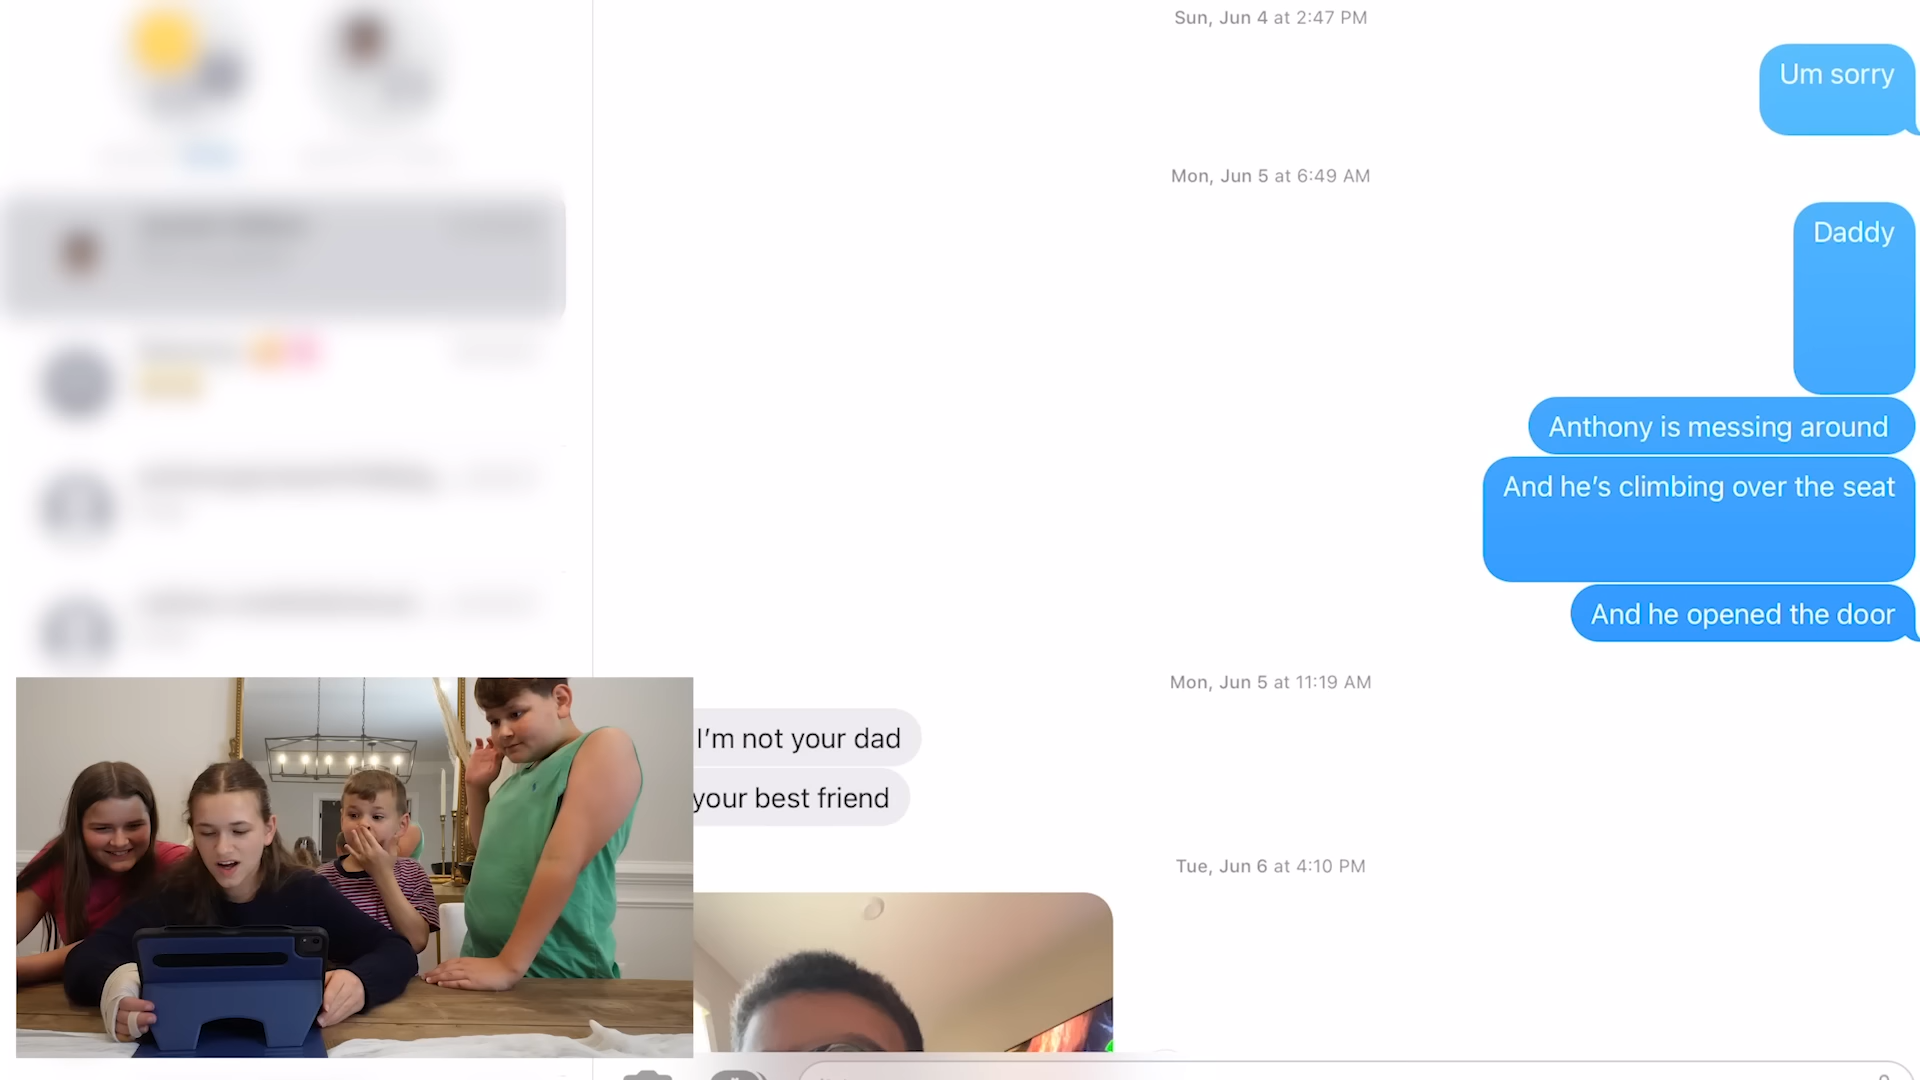 Sun, Jun 4 at 2:47 PM
Um sorry
Mon, Jun 5 at 6:49 AM
Daddy
Anthony is messing around
And he's climbing over the seat
And he opened the door
Mon, Jun 5 at 11:19 AM
I'm not your dad
your best friend
Tue, Jun 6 at 4:10 PM